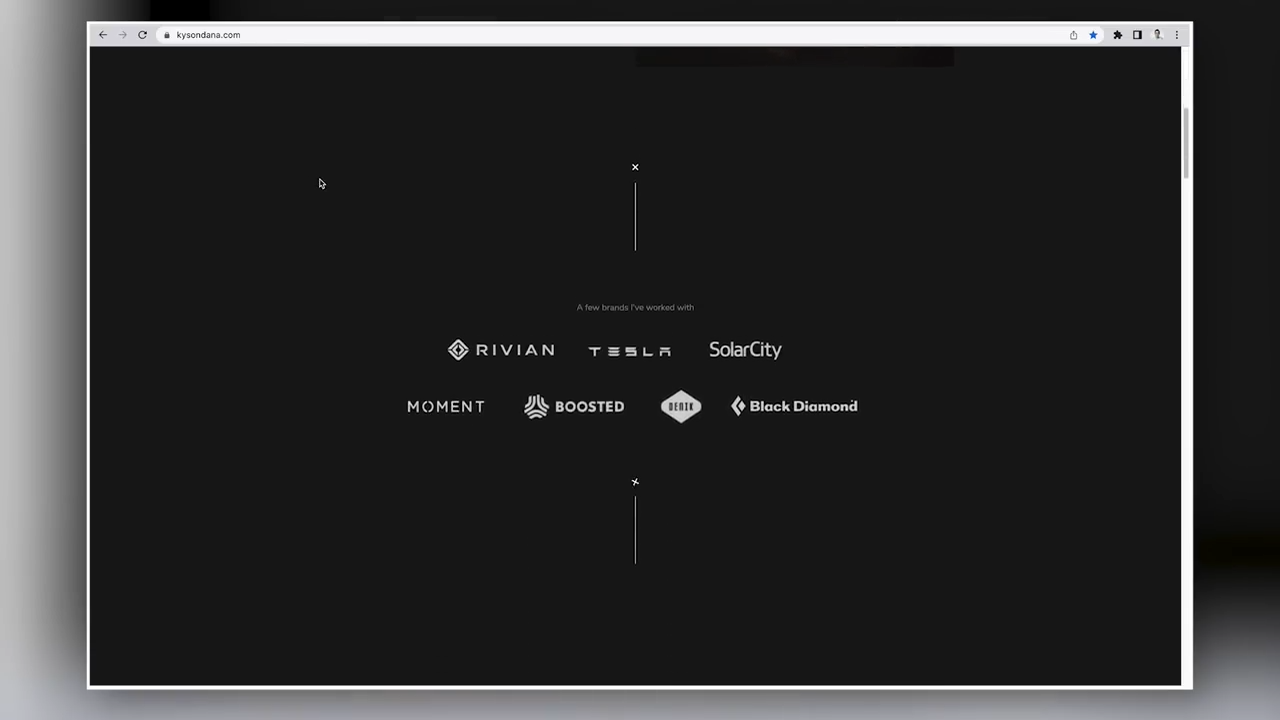 kysondana.com
A few brands I've worked with
RIVIAN TESLA SolarCity
MOMENT BOOSTED DENIK Black Diamond